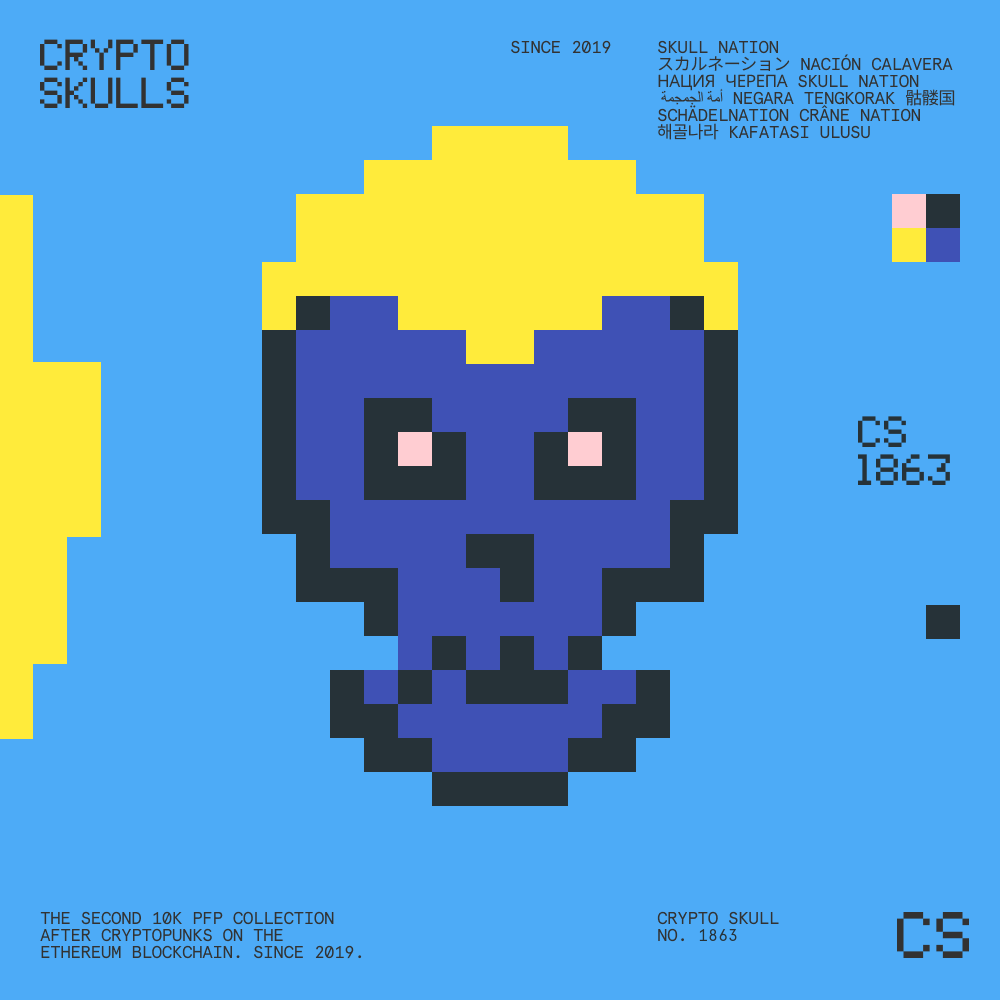 CRYPTO
SKULLS
SINCE 2019
SKULL NATION
スカルネーション NACIÓN CALAVERA
НАЦИЯ ЧЕРЕПА SKULL NATION
أمة الجمجمة NEGARA TENGKORAK 骷髅国
SCHÄDELNATION CRÂNE NATION
해골나라 KAFATASI ULUSU
CS
1863
THE SECOND 10K PFP COLLECTION
AFTER CRYPTOPUNKS ON THE
ETHEREUM BLOCKCHAIN. SINCE 2019.
CRYPTO SKULL
NO. 1863
CS